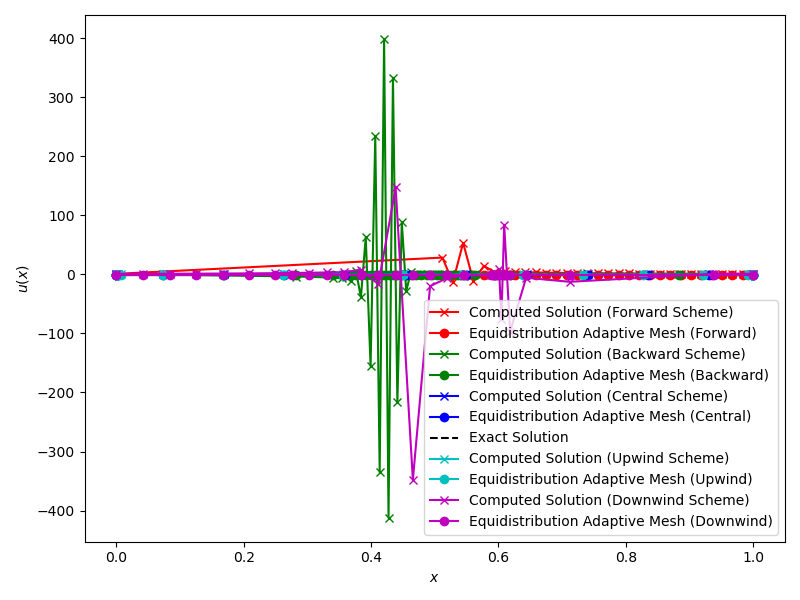 400
300
200
100
0
−100
−200
−300
−400
u(x)
0.0 0.2 0.4 0.6 0.8 1.0
x
Computed Solution (Forward Scheme)
Equidistribution Adaptive Mesh (Forward)
Computed Solution (Backward Scheme)
Equidistribution Adaptive Mesh (Backward)
Computed Solution (Central Scheme)
Equidistribution Adaptive Mesh (Central)
Exact Solution
Computed Solution (Upwind Scheme)
Equidistribution Adaptive Mesh (Upwind)
Computed Solution (Downwind Scheme)
Equidistribution Adaptive Mesh (Downwind)